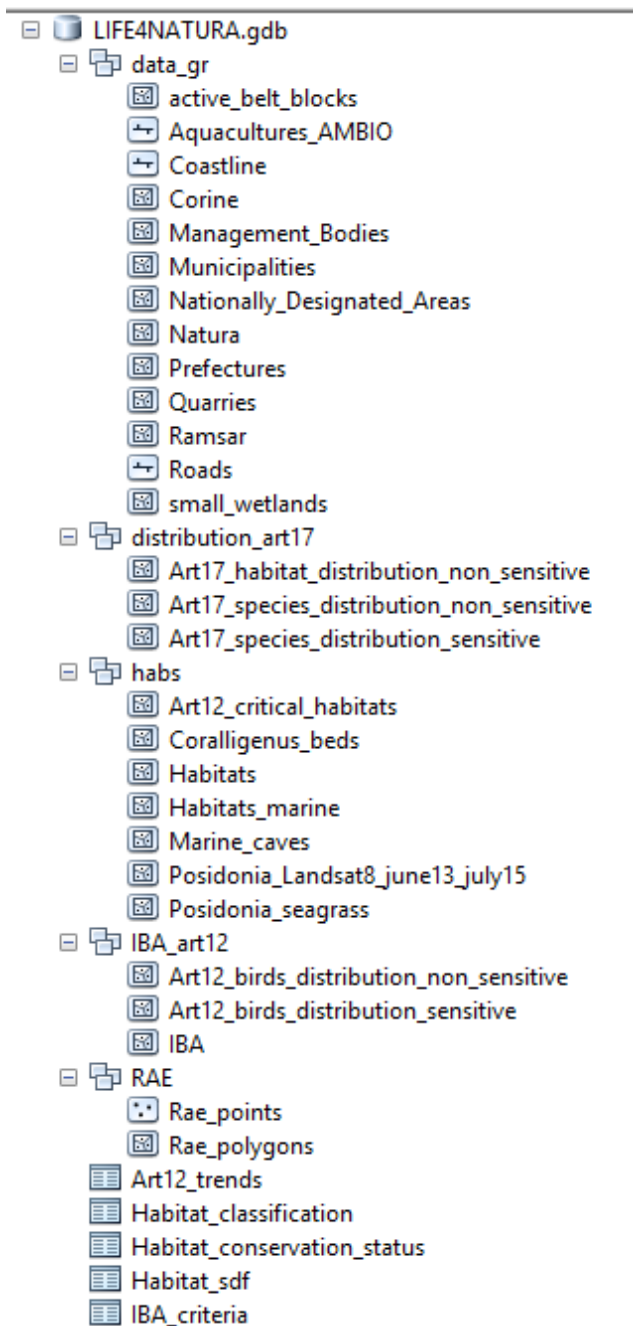 LIFE4NATURA.gdb
data_gr
active_belt_blocks
Aquacultures_AMBIO
Coastline
Corine
Management_Bodies
Municipalities
Nationally_Designated_Areas
Natura
Prefectures
Quarries
Ramsar
Roads
small_wetlands
distribution_art17
Art17_habitat_distribution_non_sensitive
Art17_species_distribution_non_sensitive
Art17_species_distribution_sensitive
habs
Art12_critical_habitats
Coralligenus_beds
Habitats
Habitats_marine
Marine_caves
Posidonia_Landsat8_june13_july15
Posidonia_seagrass
IBA_art12
Art12_birds_distribution_non_sensitive
Art12_birds_distribution_sensitive
IBA
RAE
Rae_points
Rae_polygons
Art12_trends
Habitat_classification
Habitat_conservation_status
Habitat_sdf
IBA_criteria